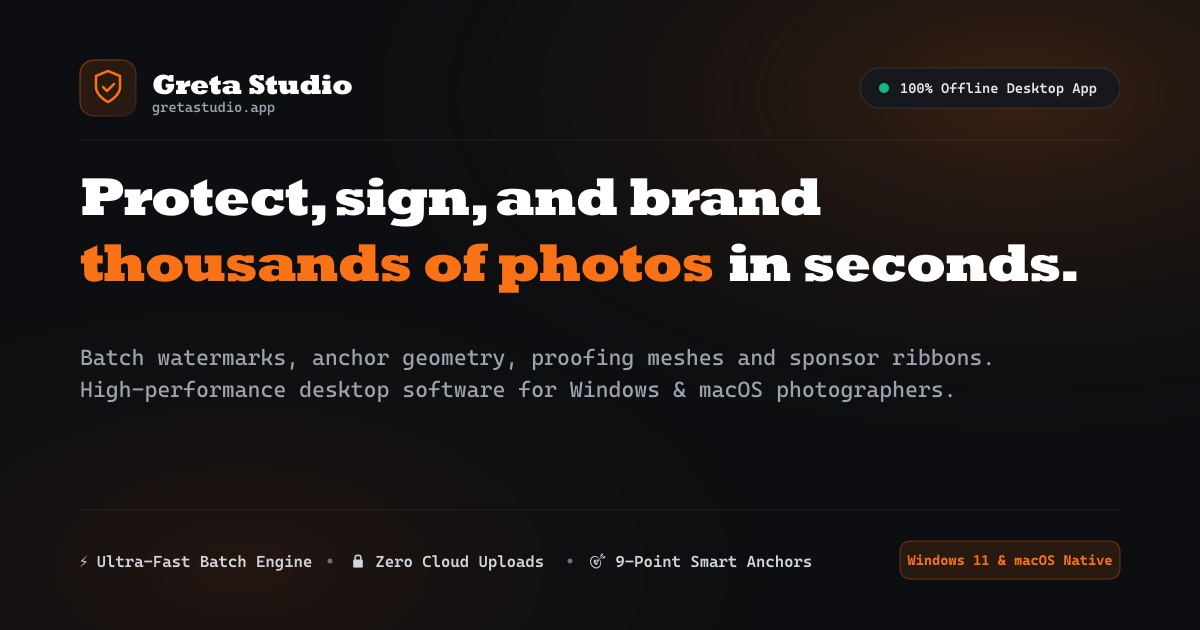 Greta Studio
gretastudio.app
100% Offline Desktop App
Protect, sign, and brand
thousands of photos in seconds.
Batch watermarks, anchor geometry, proofing meshes and sponsor ribbons.
High-performance desktop software for Windows & macOS photographers.
⚡ Ultra-Fast Batch Engine • 🔒 Zero Cloud Uploads • 🎯 9-Point Smart Anchors
Windows 11 & macOS Native